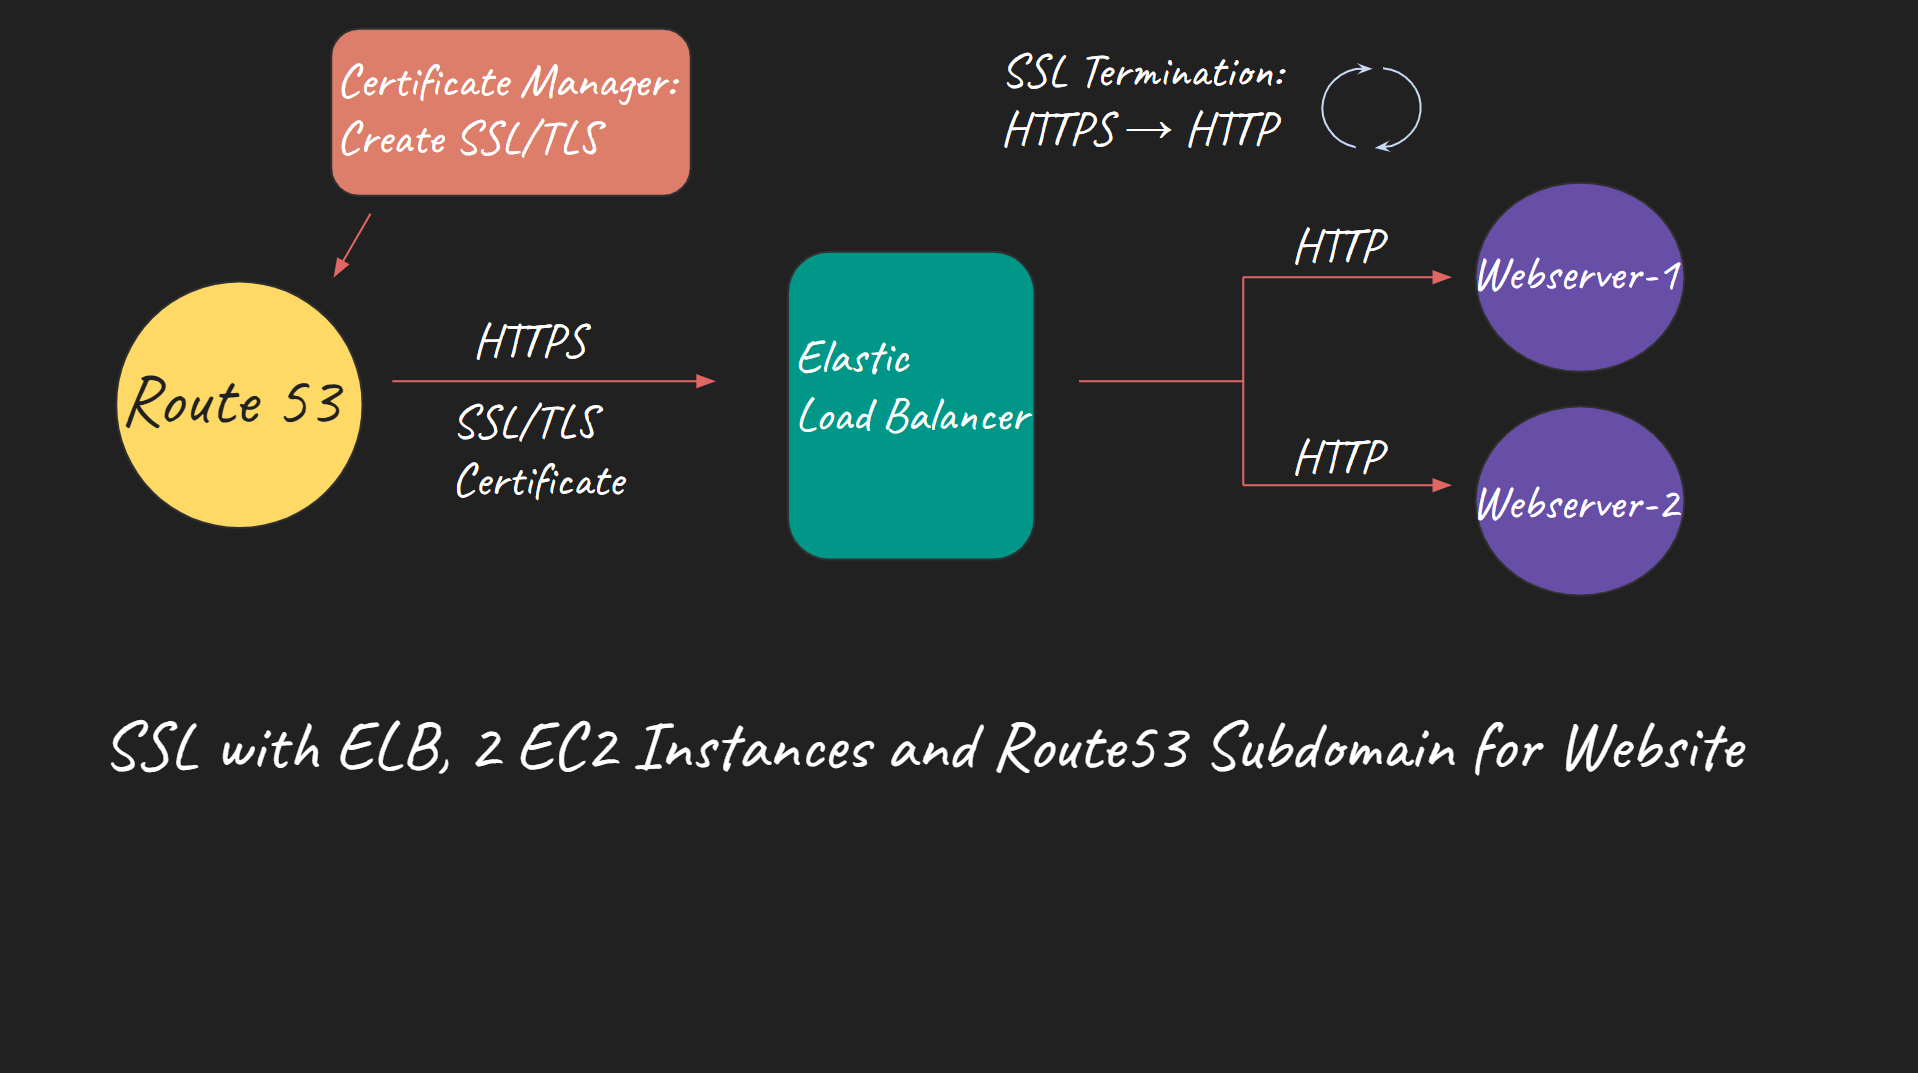 Certificate Manager:
Create SSL/TLS
SSL Termination:
HTTPS → HTTP
Route 53
HTTPS
SSL/TLS
Certificate
Elastic
Load Balancer
HTTP
Webserver-1
HTTP
Webserver-2
SSL with ELB, 2 EC2 Instances and Route53 Subdomain for Website